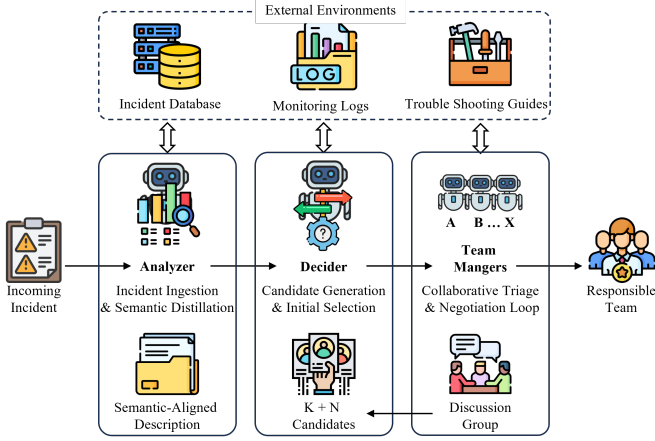 External Environments
LOG
Incident Database
Monitoring Logs
Trouble Shooting Guides
A
B ... X
Incoming
Incident
Analyzer
Incident Ingestion
& Semantic Distillation
Semantic-Aligned
Description
?
Decider
Candidate Generation
& Initial Selection
K + N
Candidates
Team
Mangers
Collaborative Triage
& Negotiation Loop
Discussion
Group
Responsible
Team